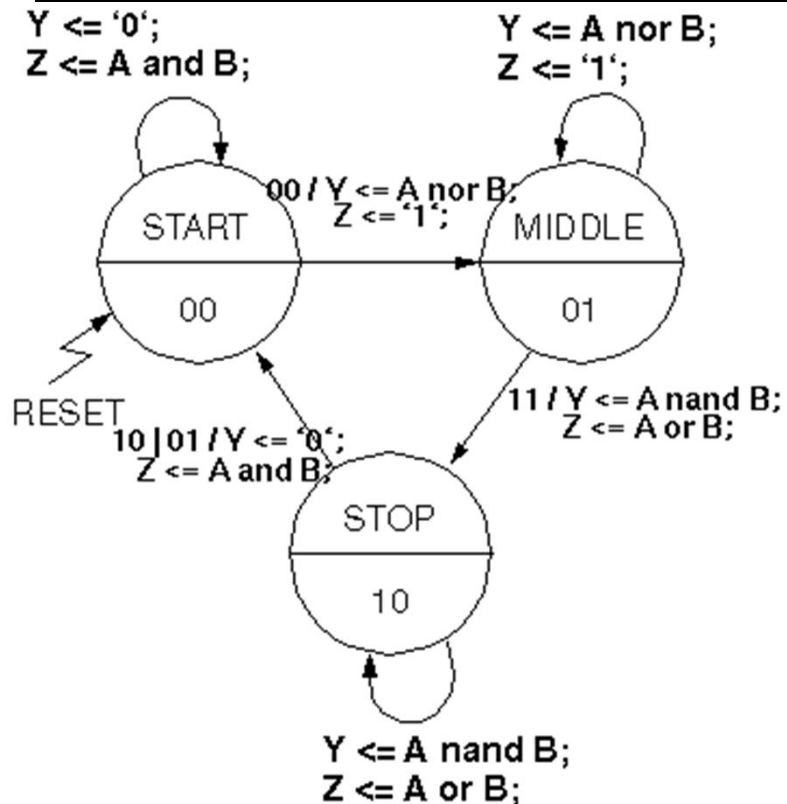 Y <= ‘0‘;
Z <= A and B;
Y <= A nor B;
Z <= ‘1‘;
00 / Y <= A nor B;
Z <= ‘1‘;
START
00
MIDDLE
01
RESET
10 | 01 / Y <= ‘0‘;
Z <= A and B;
11 / Y <= A nand B;
Z <= A or B;
STOP
10
Y <= A nand B;
Z <= A or B;